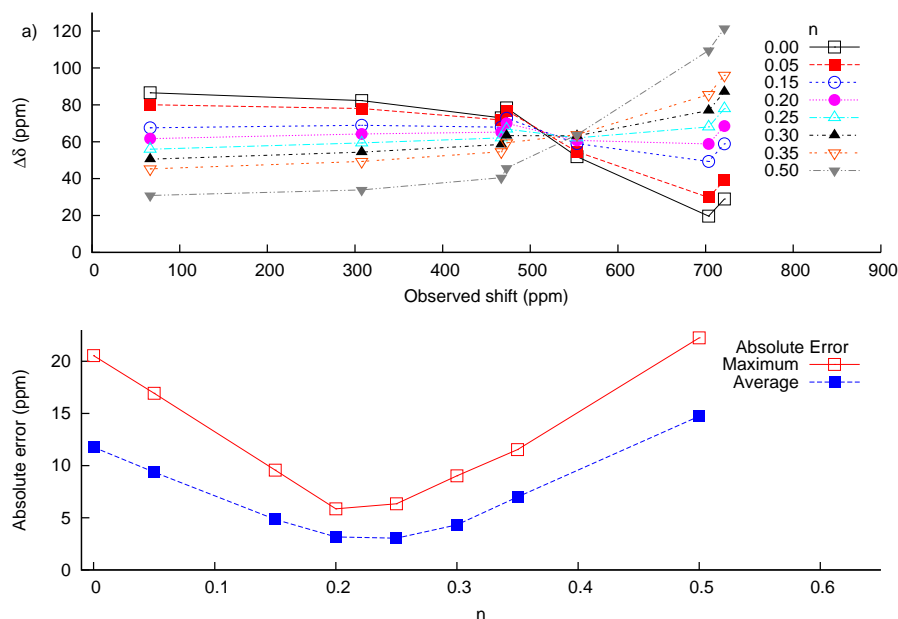 a)
Δδ (ppm)
120
100
80
60
40
20
0
0 100 200 300 400 500 600 700 800 900
Observed shift (ppm)
n
0.00
0.05
0.15
0.20
0.25
0.30
0.35
0.50
Absolute error (ppm)
20
15
10
5
0
0 0.1 0.2 0.3 0.4 0.5 0.6
n
Absolute Error
Maximum
Average